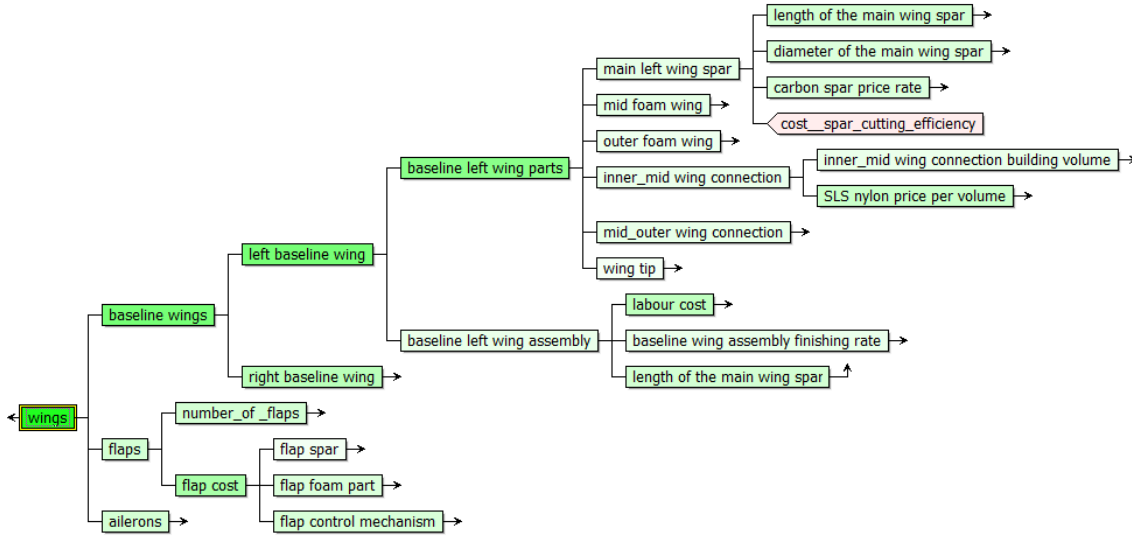 length of the main wing spar
diameter of the main wing spar
main left wing spar
carbon spar price rate
mid foam wing
cost__spar_cutting_efficiency
outer foam wing
inner_mid wing connection building volume
baseline left wing parts
inner_mid wing connection
SLS nylon price per volume
mid_outer wing connection
left baseline wing
wing tip
labour cost
baseline wings
baseline left wing assembly
baseline wing assembly finishing rate
right baseline wing
length of the main wing spar
number_of _flaps
wings
flaps
flap spar
flap cost
flap foam part
ailerons
flap control mechanism